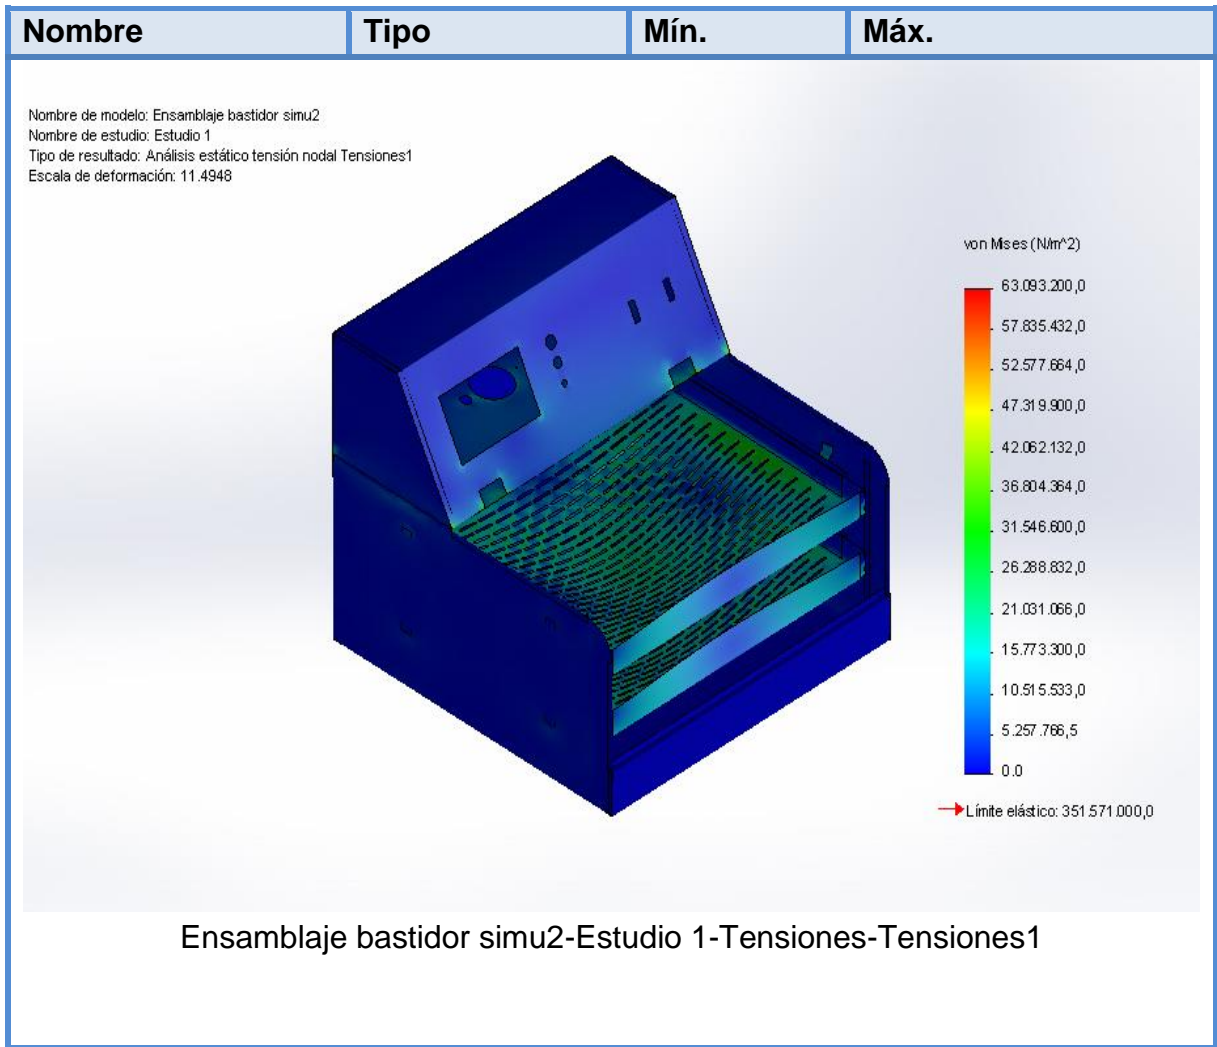 Nombre Tipo Mín. Máx.
Nombre de modelo: Ensamblaje bastidor simu2
Nombre de estudio: Estudio 1
Tipo de resultado: Análisis estático tensión nodal Tensiones1
Escala de deformación: 11.4948
von Mises (N/m^2)
63.093.200,0
57.835.432,0
52.577.664,0
47.319.900,0
42.062.132,0
36.804.364,0
31.546.600,0
26.288.832,0
21.031.066,0
15.773.300,0
10.515.533,0
5.257.766,5
0.0
Límite elástico: 351.571.000,0
Ensamblaje bastidor simu2-Estudio 1-Tensiones-Tensiones1